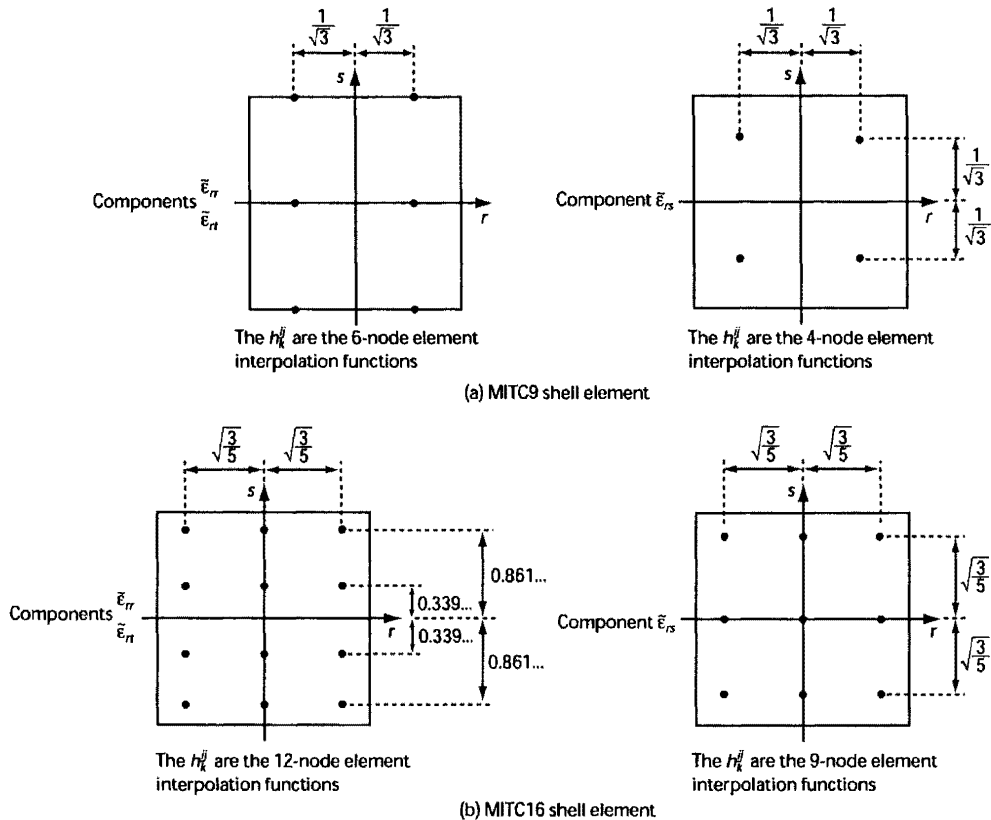 1/√3 1/√3
s
Components ε̃rr
ε̃rt
r
The hₖⁱʲ are the 6-node element
interpolation functions
1/√3 1/√3
s
Component ε̃rs
r
1/√3
1/√3
The hₖⁱʲ are the 4-node element
interpolation functions
(a) MITC9 shell element
√3/5 √3/5
s
Components ε̃rr
ε̃rt
r
0.861...
0.339...
0.339...
0.861...
The hₖⁱʲ are the 12-node element
interpolation functions
√3/5 √3/5
s
Component ε̃rs
r
√3/5
√3/5
The hₖⁱʲ are the 9-node element
interpolation functions
(b) MITC16 shell element